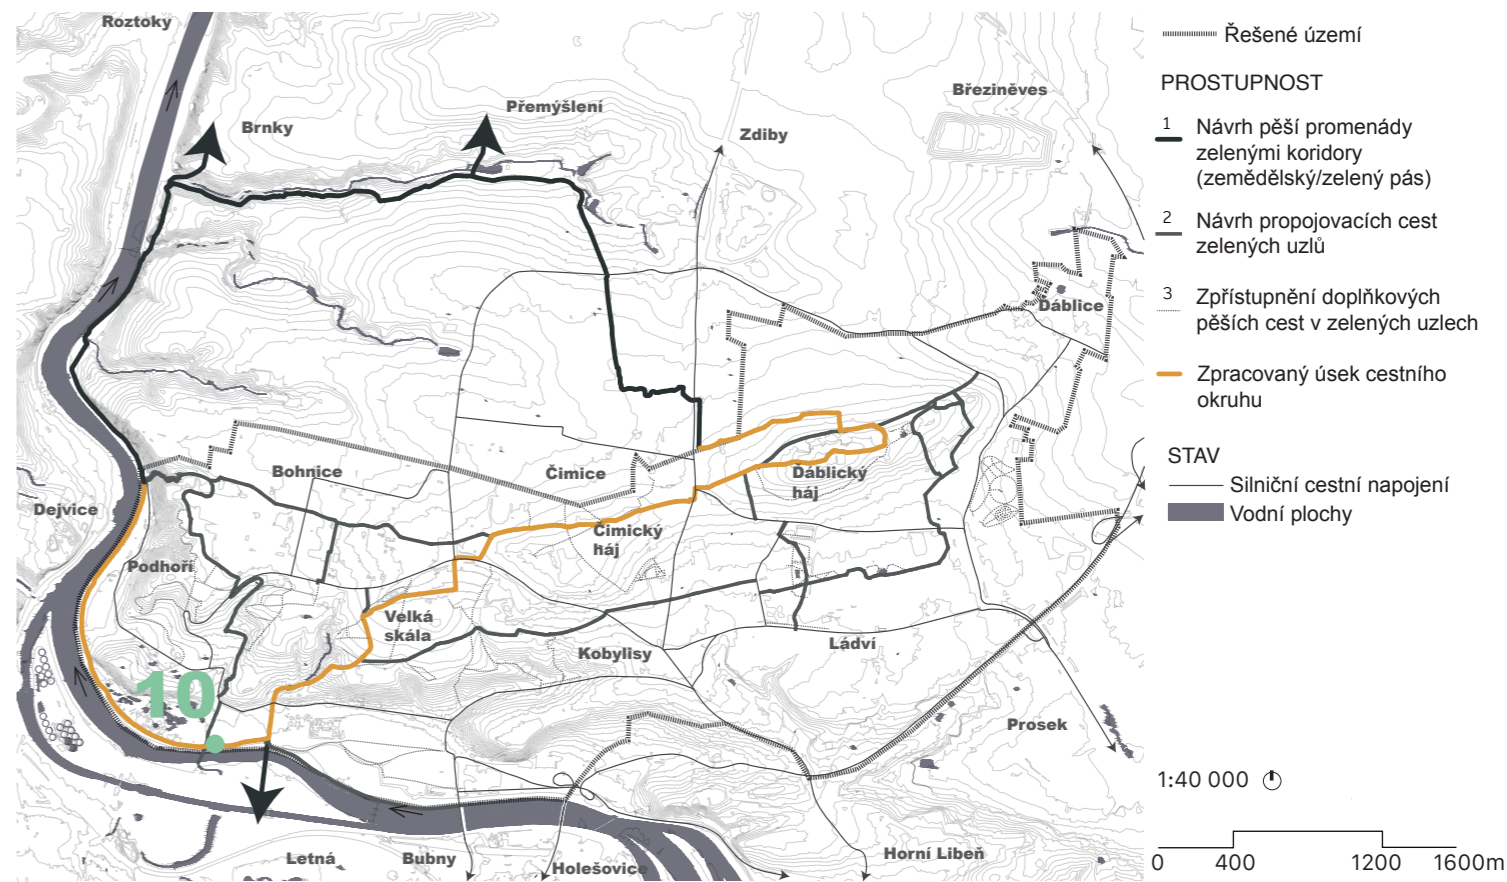 Roztoky
Brnky
Přemýšlení
Zdiby
Březiněves
Ďáblice
Bohnice
Čimice
Ďáblický
háj
Dejvice
Čimický
háj
Podhoří
Velká
skála
Kobylisy
Ládví
10
Prosek
Letná
Bubny
Holešovice
Horní Libeň
Řešené území
PROSTUPNOST
1 Návrh pěší promenády
zelenými koridory
(zemědělský/zelený pás)
2 Návrh propojovacích cest
zelených uzlů
3 Zpřístupnění doplňkových
pěších cest v zelených uzlech
Zpracovaný úsek cestního
okruhu
STAV
Silniční cestní napojení
Vodní plochy
1:40 000
0 400 1200 1600m